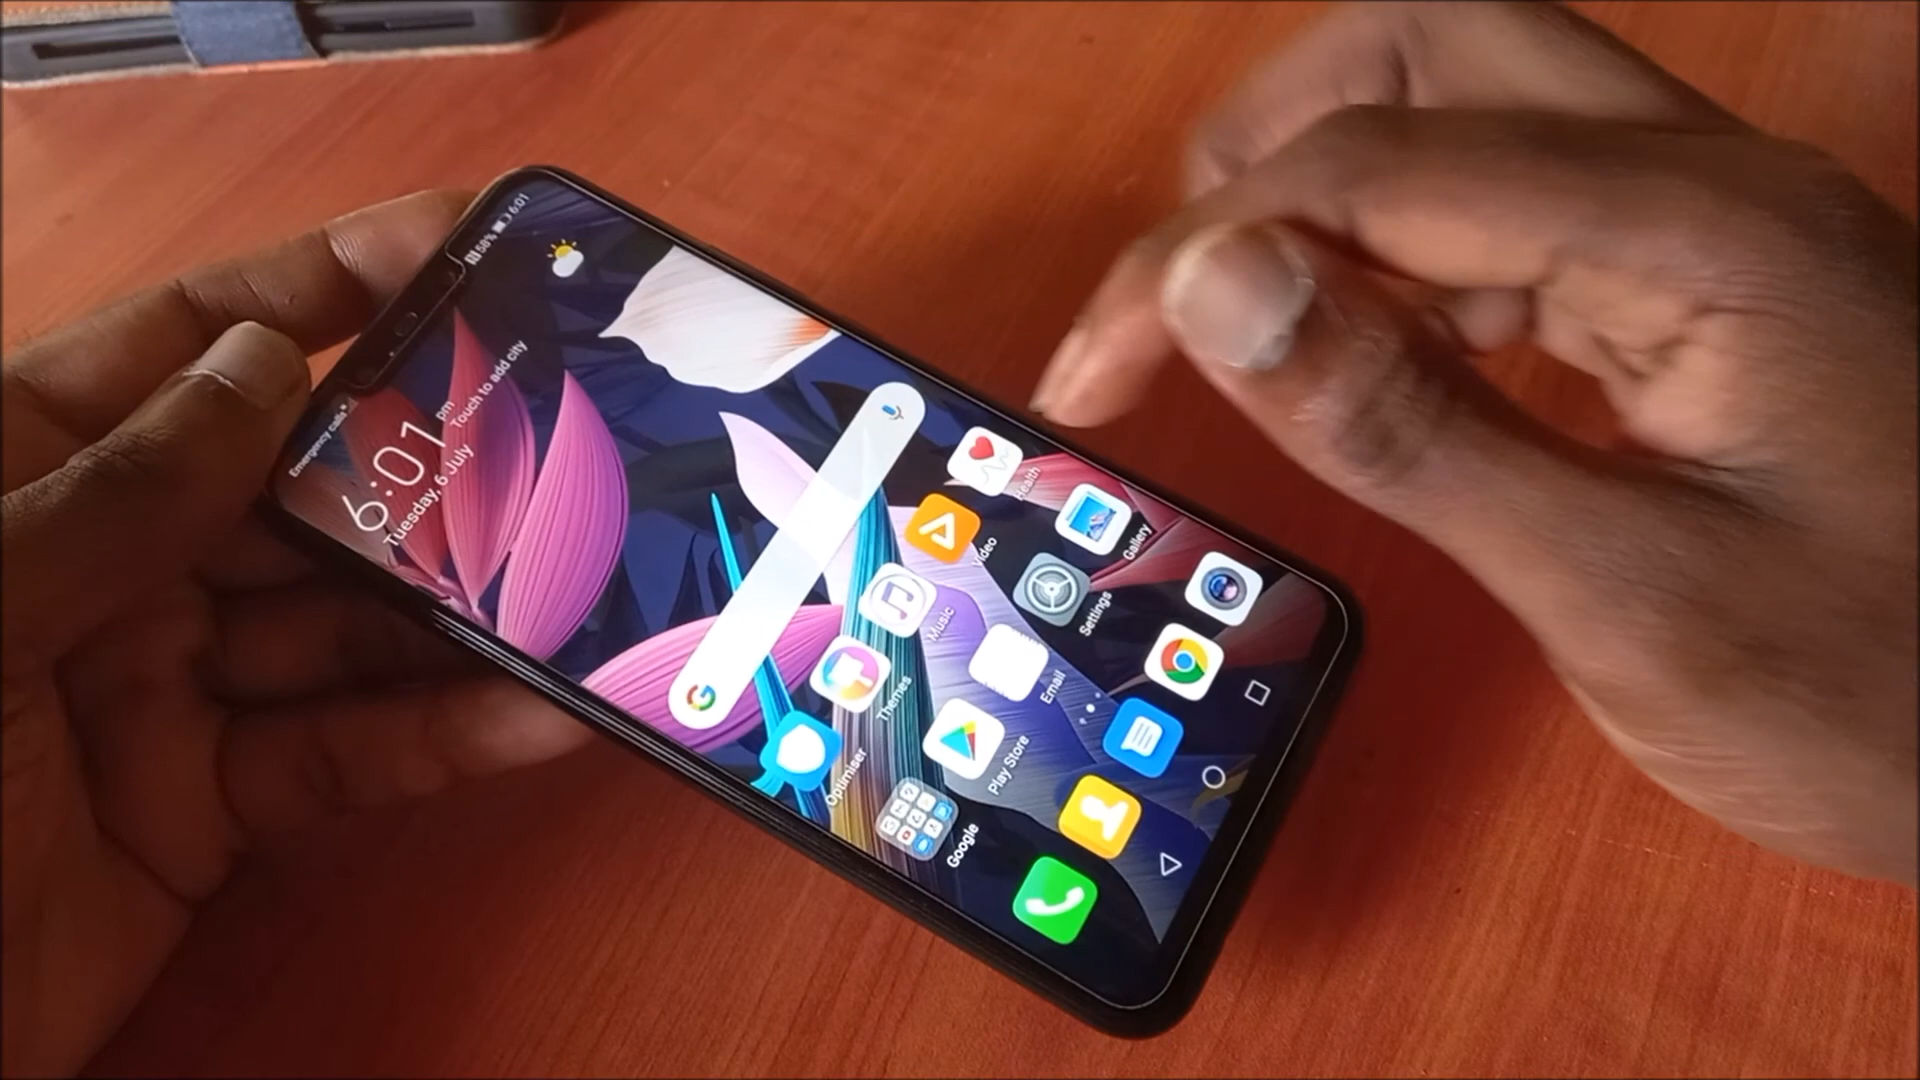 Emergency calls
58% 6:01
6:01 pm
Touch to add city
Tuesday, 6 July
Optimiser
Themes
Music
Video
Health
Google
Play Store
Email
Settings
Gallery